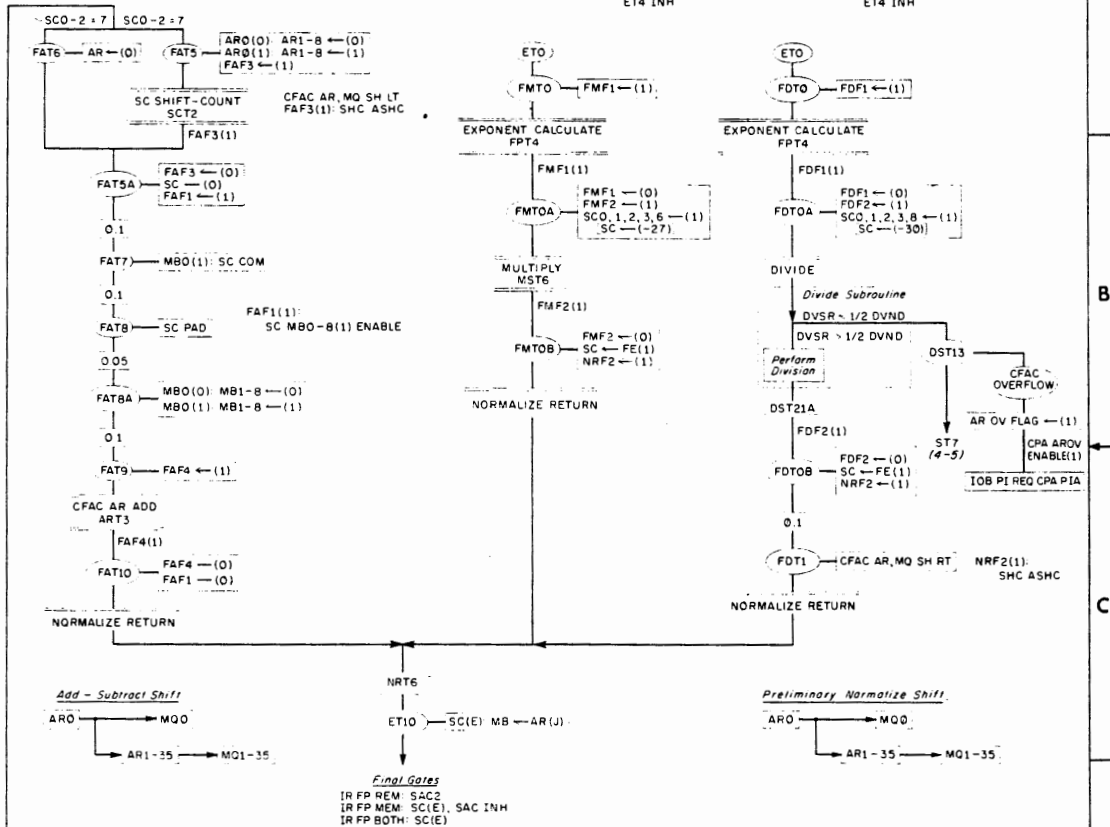 ET4 INH
ET4 INH
SC0-2 = 7
SC0-2 = 7
FAT6
AR ← (0)
FAT5
AR0(0): AR1-8 ← (0)
AR0(1): AR1-8 ← (1)
FAF3 ← (1)
SC SHIFT-COUNT
SCT2
CFAC AR, MQ SH LT
FAF3(1): SHC ASHC
FAF3(1)
FAT5A
FAF3 ← (0)
SC ← (0)
FAF1 ← (1)
0.1
FAT7
MB0(1): SC COM
0.1
FAT8
SC PAD
FAF1(1):
SC MB0-8(1) ENABLE
0.05
FAT8A
MB0(0): MB1-8 ← (0)
MB0(1): MB1-8 ← (1)
0.1
FAT9
FAF4 ← (1)
CFAC AR ADD
ART3
FAF4(1)
FAT10
FAF4 ← (0)
FAF1 ← (0)
NORMALIZE RETURN
ET0
FMT0
FMF1 ← (1)
EXPONENT CALCULATE
FPT4
FMF1(1)
FMT0A
FMF1 ← (0)
FMF2 ← (1)
SC0,1,2,3,6 ← (1)
[SC ← (-27)]
MULTIPLY
MST6
FMF2(1)
FMT0B
FMF2 ← (0)
SC ← FE(1)
NRF2 ← (1)
NORMALIZE RETURN
ET0
FDT0
FDF1 ← (1)
EXPONENT CALCULATE
FPT4
FDF1(1)
FDT0A
FDF1 ← (0)
FDF2 ← (1)
SC0,1,2,3,8 ← (1)
[SC ← (-30)]
DIVIDE
Divide Subroutine
DVSR ~ 1/2 DVND
DVSR > 1/2 DVND
Perform
Division
DST13
CFAC
OVERFLOW
DST21A
AR OV FLAG ← (1)
FDF2(1)
ST7
(4-5)
CPA AROV
ENABLE(1)
FDT0B
FDF2 ← (0)
SC ← FE(1)
NRF2 ← (1)
IOB PI REQ CPA PIA
0.1
FDT1
CFAC AR, MQ SH RT
NRF2(1):
SHC ASHC
NORMALIZE RETURN
B
C
NRT6
ET10
SC(E): MB ← AR(J)
Final Gates
IR FP REM: SAC2
IR FP MEM: SC(E), SAC INH
IR FP BOTH: SC(E)
Add - Subtract Shift
AR0
MQ0
AR1-35
MQ1-35
Preliminary Normalize Shift
AR0
MQ0
AR1-35
MQ1-35